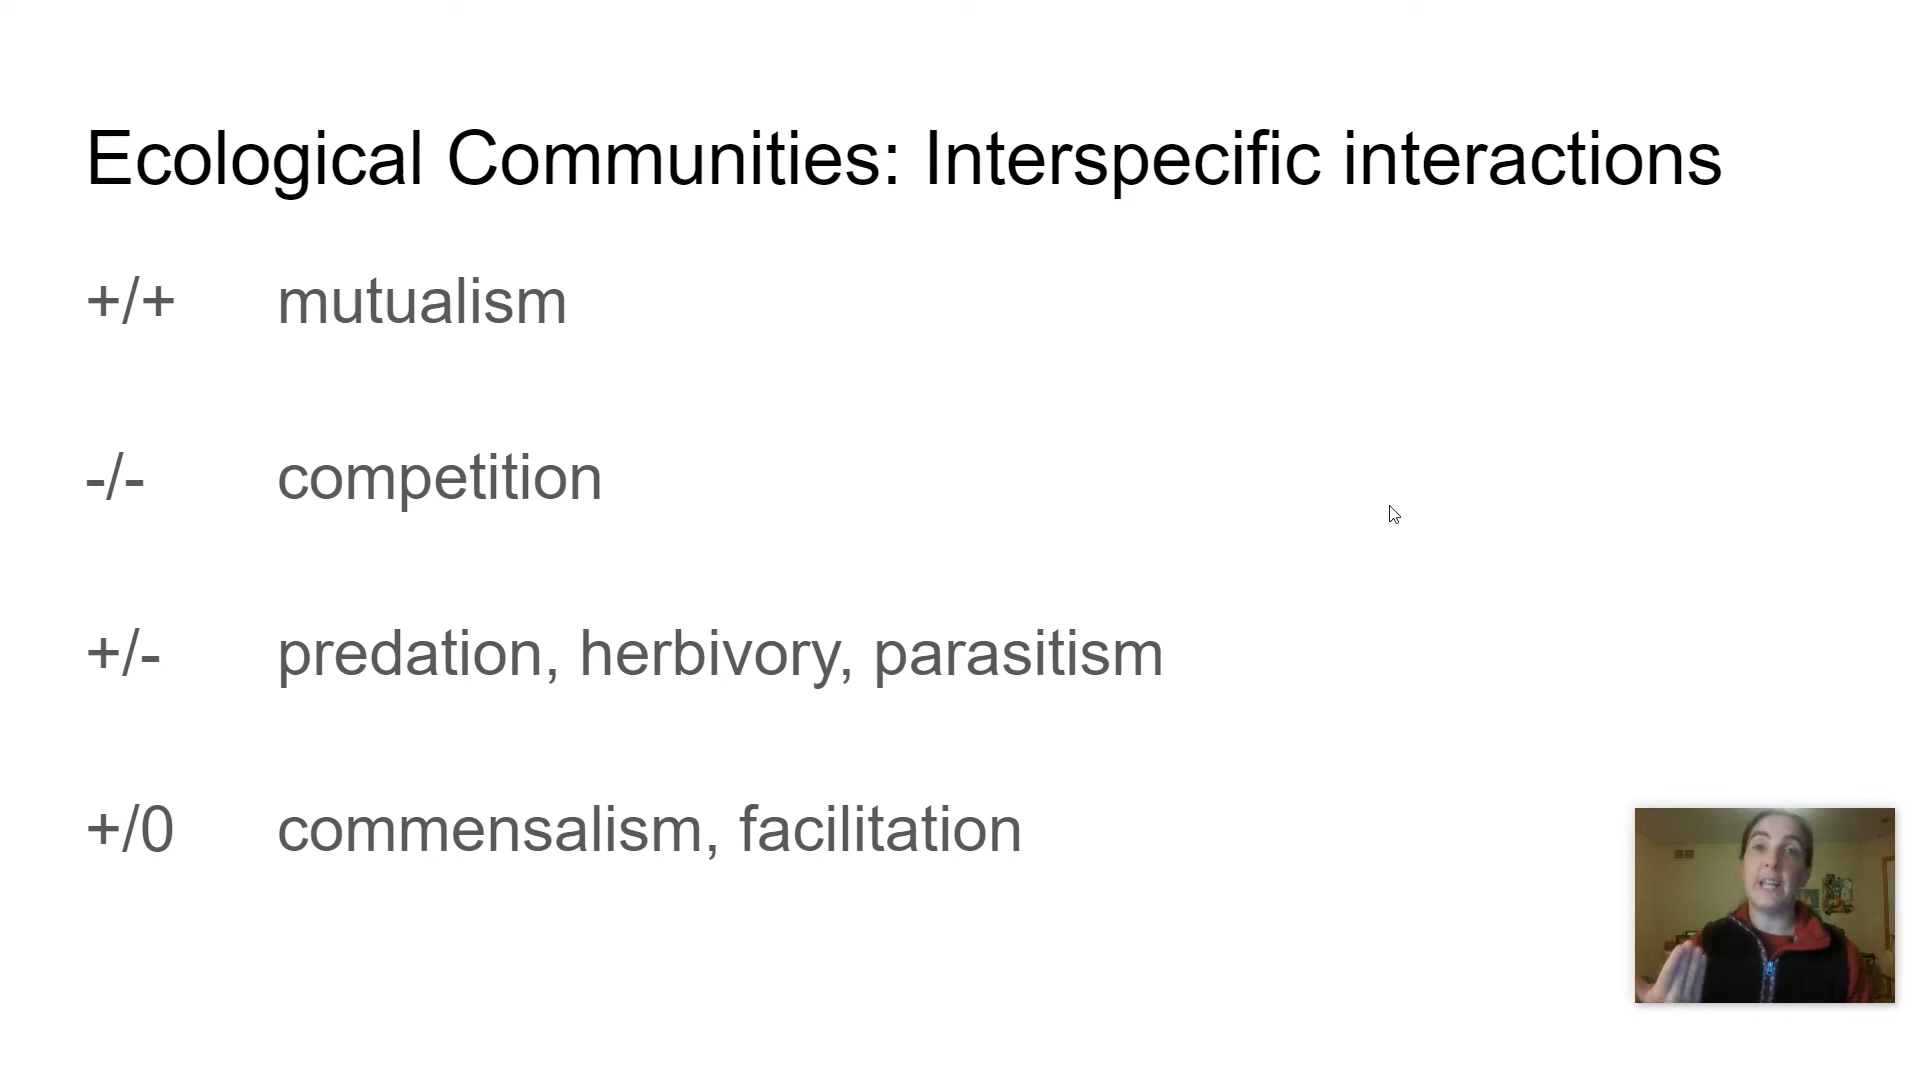 Ecological Communities: Interspecific interactions
+/+ mutualism
-/- competition
+/- predation, herbivory, parasitism
+/0 commensalism, facilitation